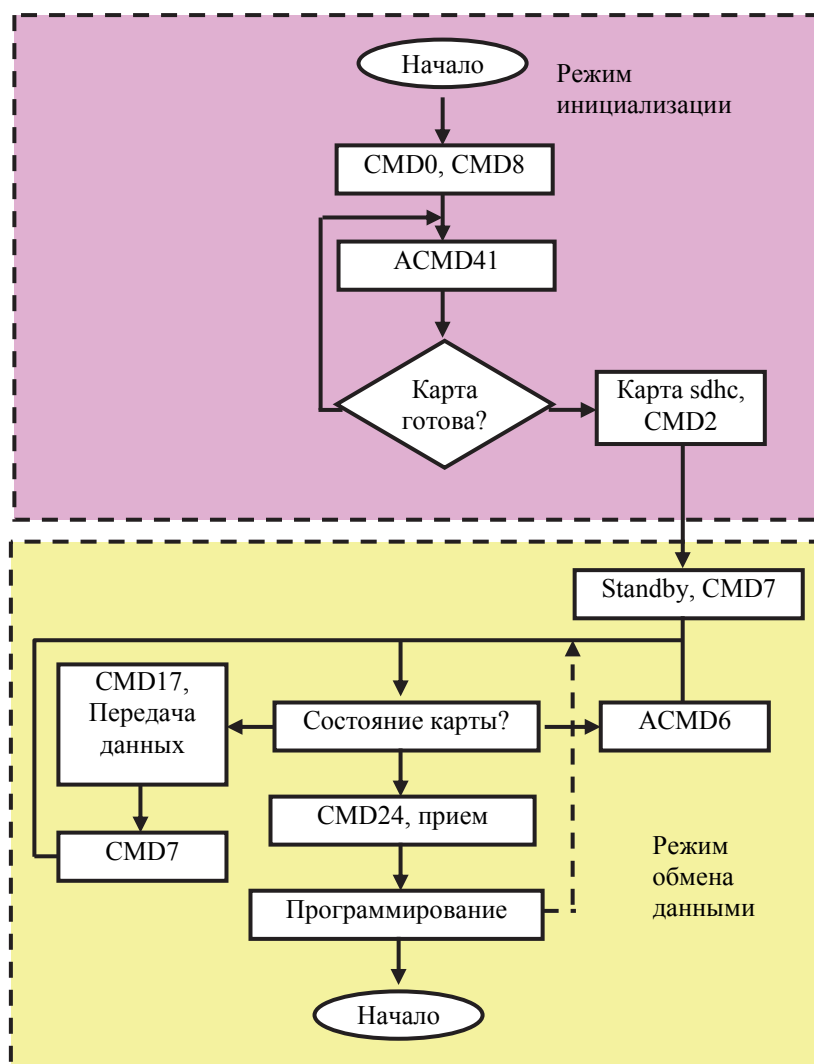 Начало
Режим
инициализации
CMD0, CMD8
ACMD41
Карта
готова?
Карта sdhc,
CMD2
Standby, CMD7
CMD17,
Передача
данных
Состояние карты?
ACMD6
CMD24, прием
CMD7
Режим
обмена
данными
Программирование
Начало